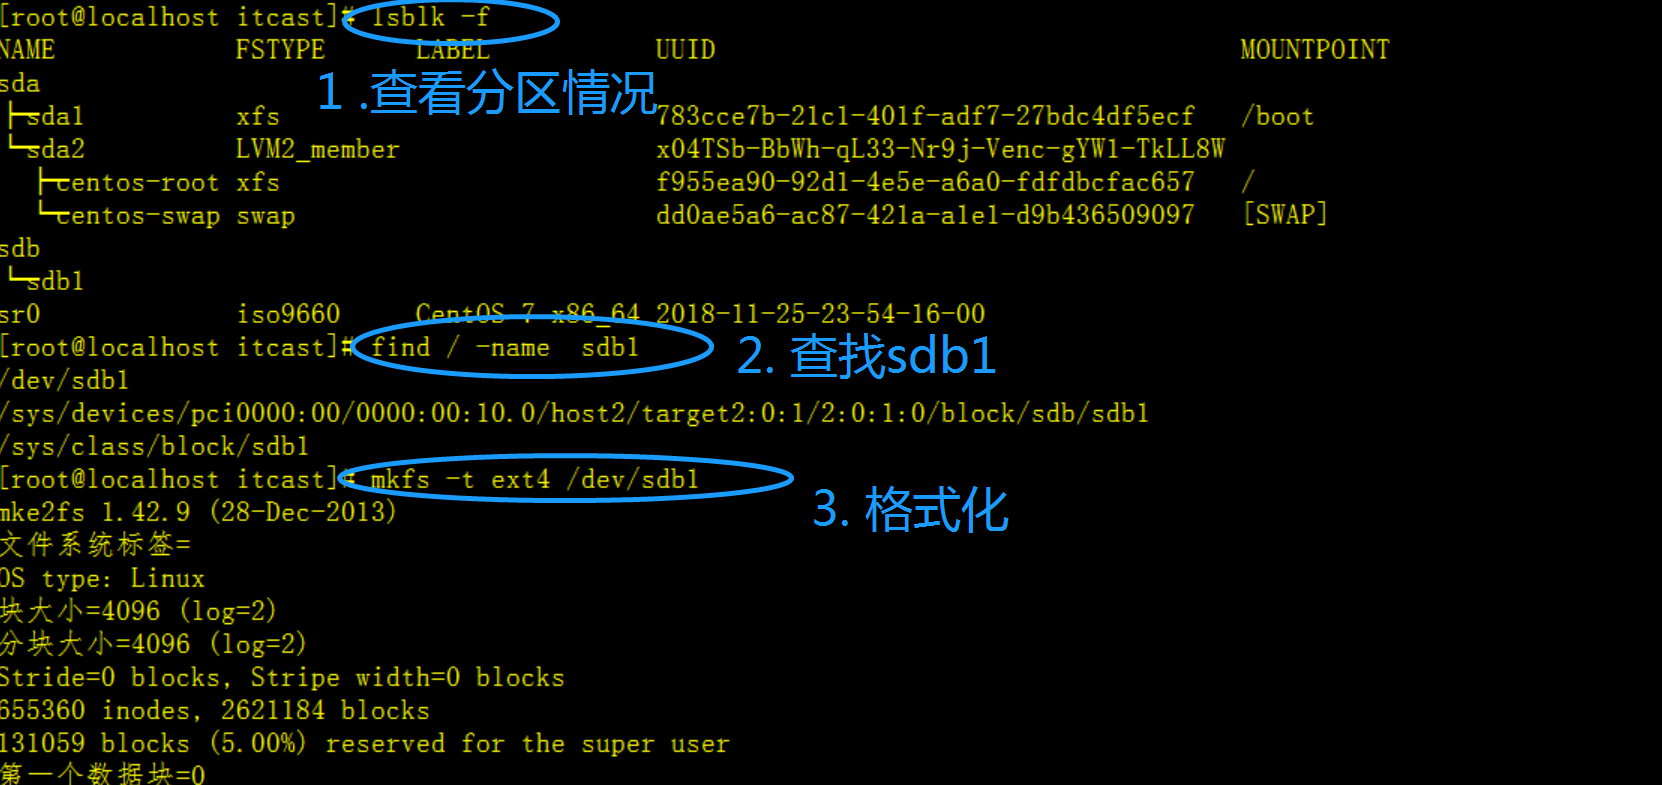 [root@localhost itcast]# lsblk -f
NAME FSTYPE LABEL UUID MOUNTPOINT
1 .查看分区情况
sda
├─sda1 xfs 783cce7b-21c1-401f-adf7-27bdc4df5ecf /boot
└─sda2 LVM2_member x04TSb-BbWh-qL33-Nr9j-Venc-gYW1-TkLL8W
├─centos-root xfs f955ea90-92d1-4e5e-a6a0-fdfdbcfac657 /
└─centos-swap swap dd0ae5a6-ac87-421a-a1e1-d9b436509097 [SWAP]
sdb
└─sdb1
sr0 iso9660 CentOS 7 x86_64 2018-11-25-23-54-16-00
[root@localhost itcast]# find / -name sdb1
2. 查找sdb1
/dev/sdb1
/sys/devices/pci0000:00/0000:00:10.0/host2/target2:0:1/2:0:1:0/block/sdb/sdb1
/sys/class/block/sdb1
[root@localhost itcast]# mkfs -t ext4 /dev/sdb1
3. 格式化
mke2fs 1.42.9 (28-Dec-2013)
文件系统标签=
OS type: Linux
块大小=4096 (log=2)
分块大小=4096 (log=2)
Stride=0 blocks, Stripe width=0 blocks
655360 inodes, 2621184 blocks
131059 blocks (5.00%) reserved for the super user
第一个数据块=0